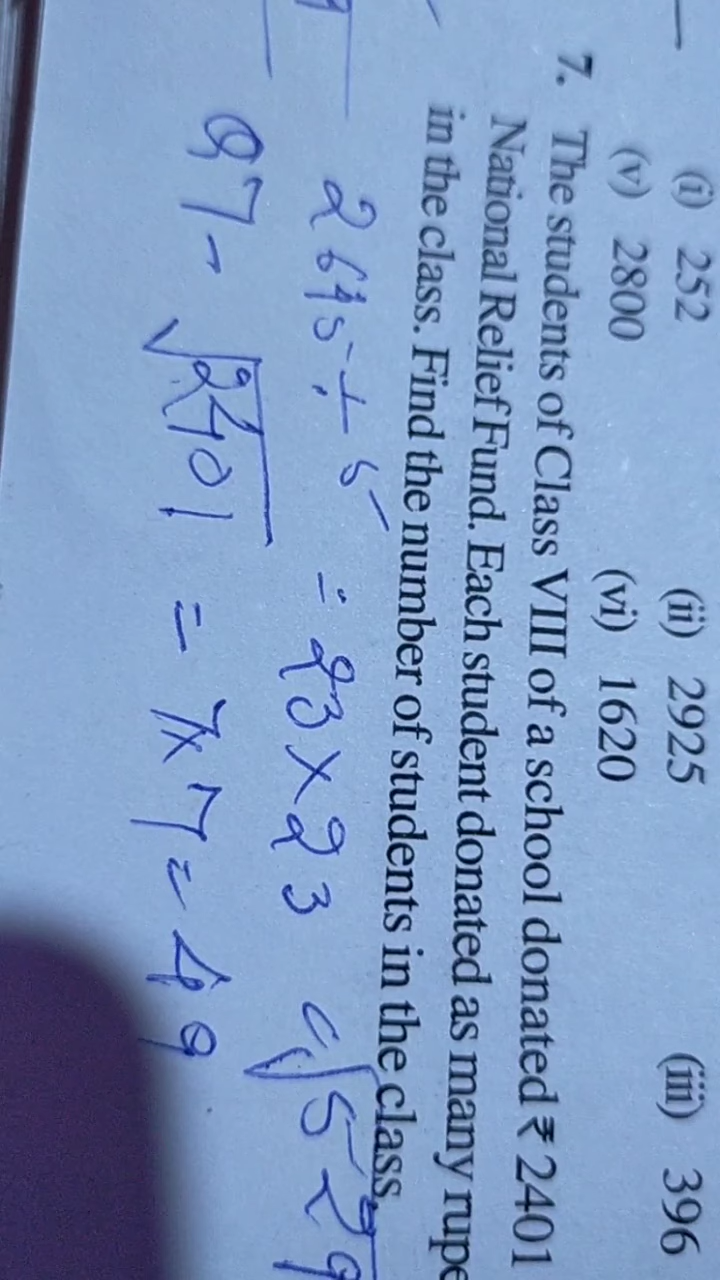 (i) 252 (ii) 2925 (iii) 396
(v) 2800 (vi) 1620
7. The students of Class VIII of a school donated ₹ 2401
National Relief Fund. Each student donated as many rupe
in the class. Find the number of students in the class.
2645 ÷ 5 = 23 × 23 √529
Q7- √2401 = 7×7 = 49